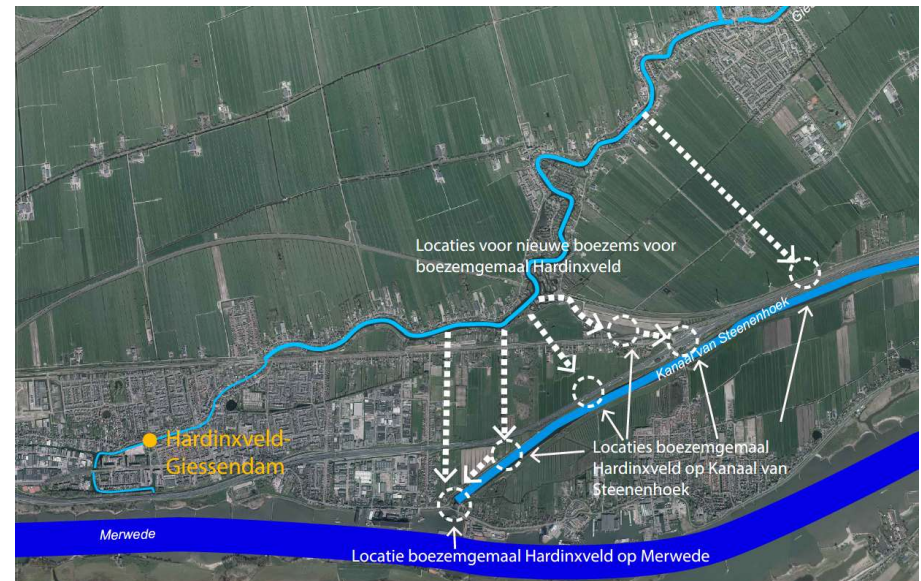 Gie
Locaties voor nieuwe boezems voor
boezemgemaal Hardinxveld
Kanaal van Steenenhoek
Hardinxveld-
Giessendam
Locaties boezemgemaal
Hardinxveld op Kanaal van
Steenenhoek
Merwede
Locatie boezemgemaal Hardinxveld op Merwede